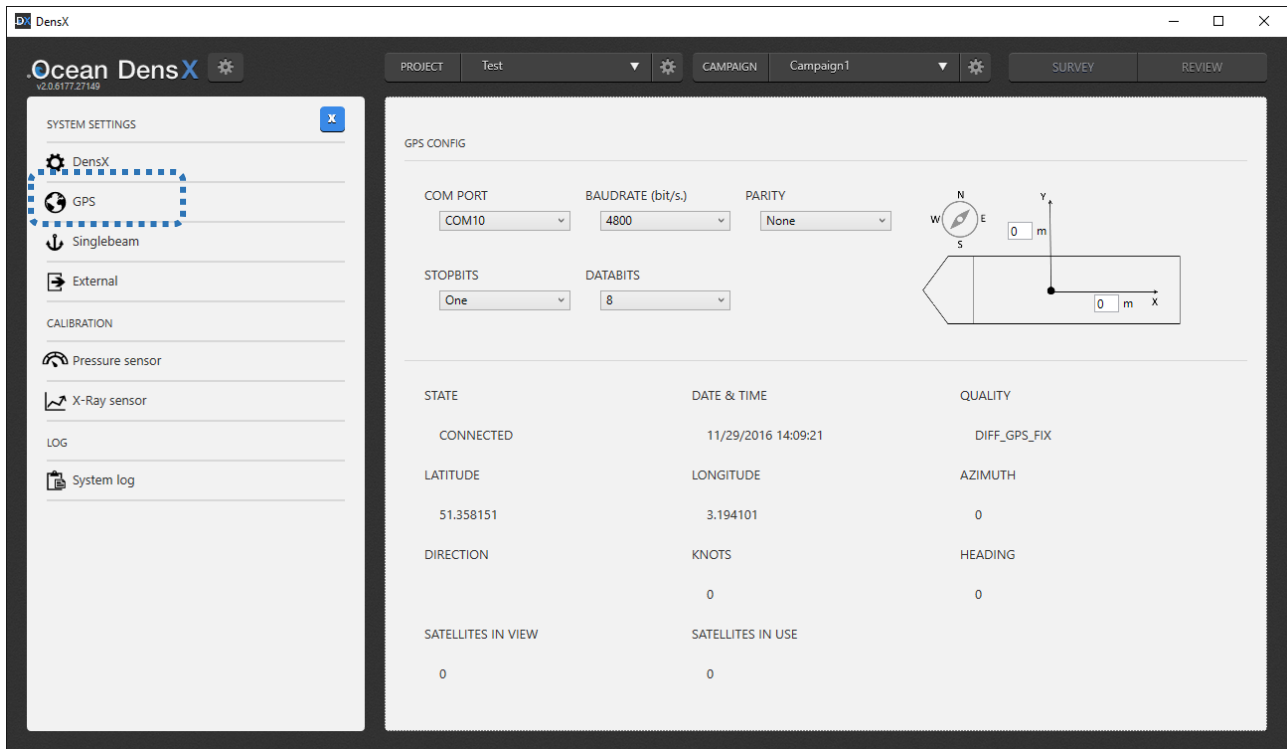 DX DensX
.Ocean DensX
v2.0.6177.27149
PROJECT Test CAMPAIGN Campaign1 SURVEY REVIEW
SYSTEM SETTINGS X
DensX
GPS
Singlebeam
External
CALIBRATION
Pressure sensor
X-Ray sensor
LOG
System log
GPS CONFIG
COM PORT BAUDRATE (bit/s.) PARITY
COM10 4800 None
STOPBITS DATABITS
One 8
N
W E
S
Y
0 m
0 m X
STATE DATE & TIME QUALITY
CONNECTED 11/29/2016 14:09:21 DIFF_GPS_FIX
LATITUDE LONGITUDE AZIMUTH
51.358151 3.194101 0
DIRECTION KNOTS HEADING
0 0
SATELLITES IN VIEW SATELLITES IN USE
0 0